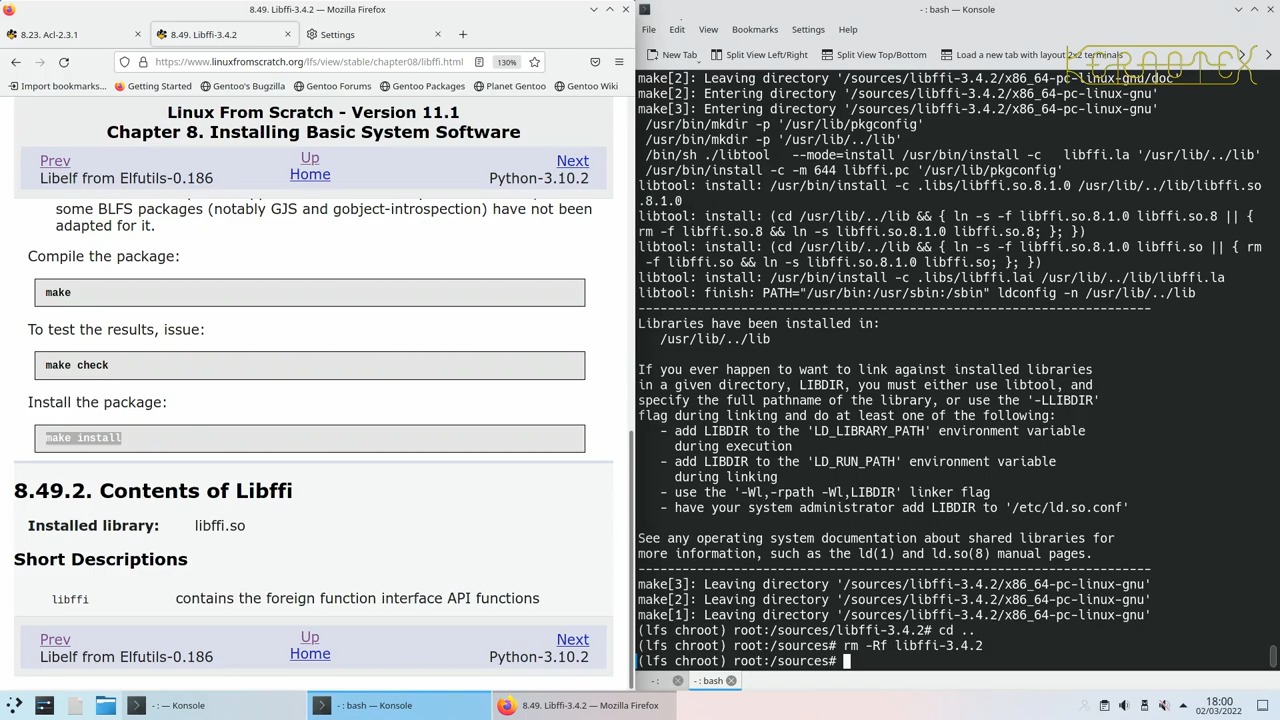 8.49. Libffi-3.4.2 — Mozilla Firefox
8.23. Acl-2.3.1
8.49. Libffi-3.4.2
Settings
https://www.linuxfromscratch.org/lfs/view/stable/chapter08/libffi.html
130%
Import bookmarks...
Getting Started
Gentoo's Bugzilla
Gentoo Forums
Gentoo Packages
Planet Gentoo
Gentoo Wiki
Linux From Scratch - Version 11.1
Chapter 8. Installing Basic System Software
Prev
Up
Next
Libelf from Elfutils-0.186
Home
Python-3.10.2
some BLFS packages (notably GJS and gobject-introspection) have not been
adapted for it.
Compile the package:
make
To test the results, issue:
make check
Install the package:
make install
8.49.2. Contents of Libffi
Installed library: libffi.so
Short Descriptions
libffi contains the foreign function interface API functions
Prev
Up
Next
Libelf from Elfutils-0.186
Home
Python-3.10.2
- : bash — Konsole
File Edit View Bookmarks Settings Help
New Tab
Split View Left/Right
Split View Top/Bottom
Load a new tab with layout 2x2 terminals
KERNOTEX
make[2]: Leaving directory '/sources/libffi-3.4.2/x86_64-pc-linux-gnu/doc'
make[2]: Entering directory '/sources/libffi-3.4.2/x86_64-pc-linux-gnu'
make[3]: Entering directory '/sources/libffi-3.4.2/x86_64-pc-linux-gnu'
/usr/bin/mkdir -p '/usr/lib/pkgconfig'
/usr/bin/mkdir -p '/usr/lib/../lib'
/bin/sh ./libtool --mode=install /usr/bin/install -c libffi.la '/usr/lib/../lib'
/usr/bin/install -c -m 644 libffi.pc '/usr/lib/pkgconfig'
libtool: install: /usr/bin/install -c .libs/libffi.so.8.1.0 /usr/lib/../lib/libffi.so
.8.1.0
libtool: install: (cd /usr/lib/../lib && { ln -s -f libffi.so.8.1.0 libffi.so.8 || {
rm -f libffi.so.8 && ln -s libffi.so.8.1.0 libffi.so.8; }; })
libtool: install: (cd /usr/lib/../lib && { ln -s -f libffi.so.8.1.0 libffi.so || { rm
-f libffi.so && ln -s libffi.so.8.1.0 libffi.so; }; })
libtool: install: /usr/bin/install -c .libs/libffi.lai /usr/lib/../lib/libffi.la
libtool: finish: PATH="/usr/bin:/usr/sbin:/sbin" ldconfig -n /usr/lib/../lib
----------------------------------------------------------------------
Libraries have been installed in:
/usr/lib/../lib
If you ever happen to want to link against installed libraries
in a given directory, LIBDIR, you must either use libtool, and
specify the full pathname of the library, or use the '-LLIBDIR'
flag during linking and do at least one of the following:
- add LIBDIR to the 'LD_LIBRARY_PATH' environment variable
during execution
- add LIBDIR to the 'LD_RUN_PATH' environment variable
during linking
- use the '-Wl,-rpath -Wl,LIBDIR' linker flag
- have your system administrator add LIBDIR to '/etc/ld.so.conf'
See any operating system documentation about shared libraries for
more information, such as the ld(1) and ld.so(8) manual pages.
----------------------------------------------------------------------
make[3]: Leaving directory '/sources/libffi-3.4.2/x86_64-pc-linux-gnu'
make[2]: Leaving directory '/sources/libffi-3.4.2/x86_64-pc-linux-gnu'
make[1]: Leaving directory '/sources/libffi-3.4.2/x86_64-pc-linux-gnu'
(lfs chroot) root:/sources/libffi-3.4.2# cd ..
(lfs chroot) root:/sources# rm -Rf libffi-3.4.2
(lfs chroot) root:/sources#
- :
- : bash
- : — Konsole
- : bash — Konsole
8.49. Libffi-3.4.2 — Mozilla Firefox
18:00
02/03/2022